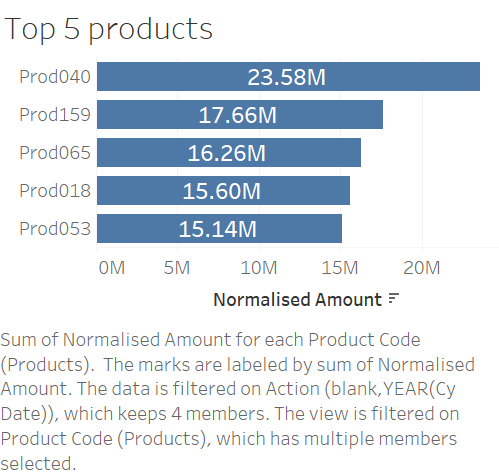 Top 5 products
Prod040 23.58M
Prod159 17.66M
Prod065 16.26M
Prod018 15.60M
Prod053 15.14M
0M 5M 10M 15M 20M
Normalised Amount
Sum of Normalised Amount for each Product Code
(Products).  The marks are labeled by sum of Normalised
Amount. The data is filtered on Action (blank,YEAR(Cy
Date)), which keeps 4 members. The view is filtered on
Product Code (Products), which has multiple members
selected.